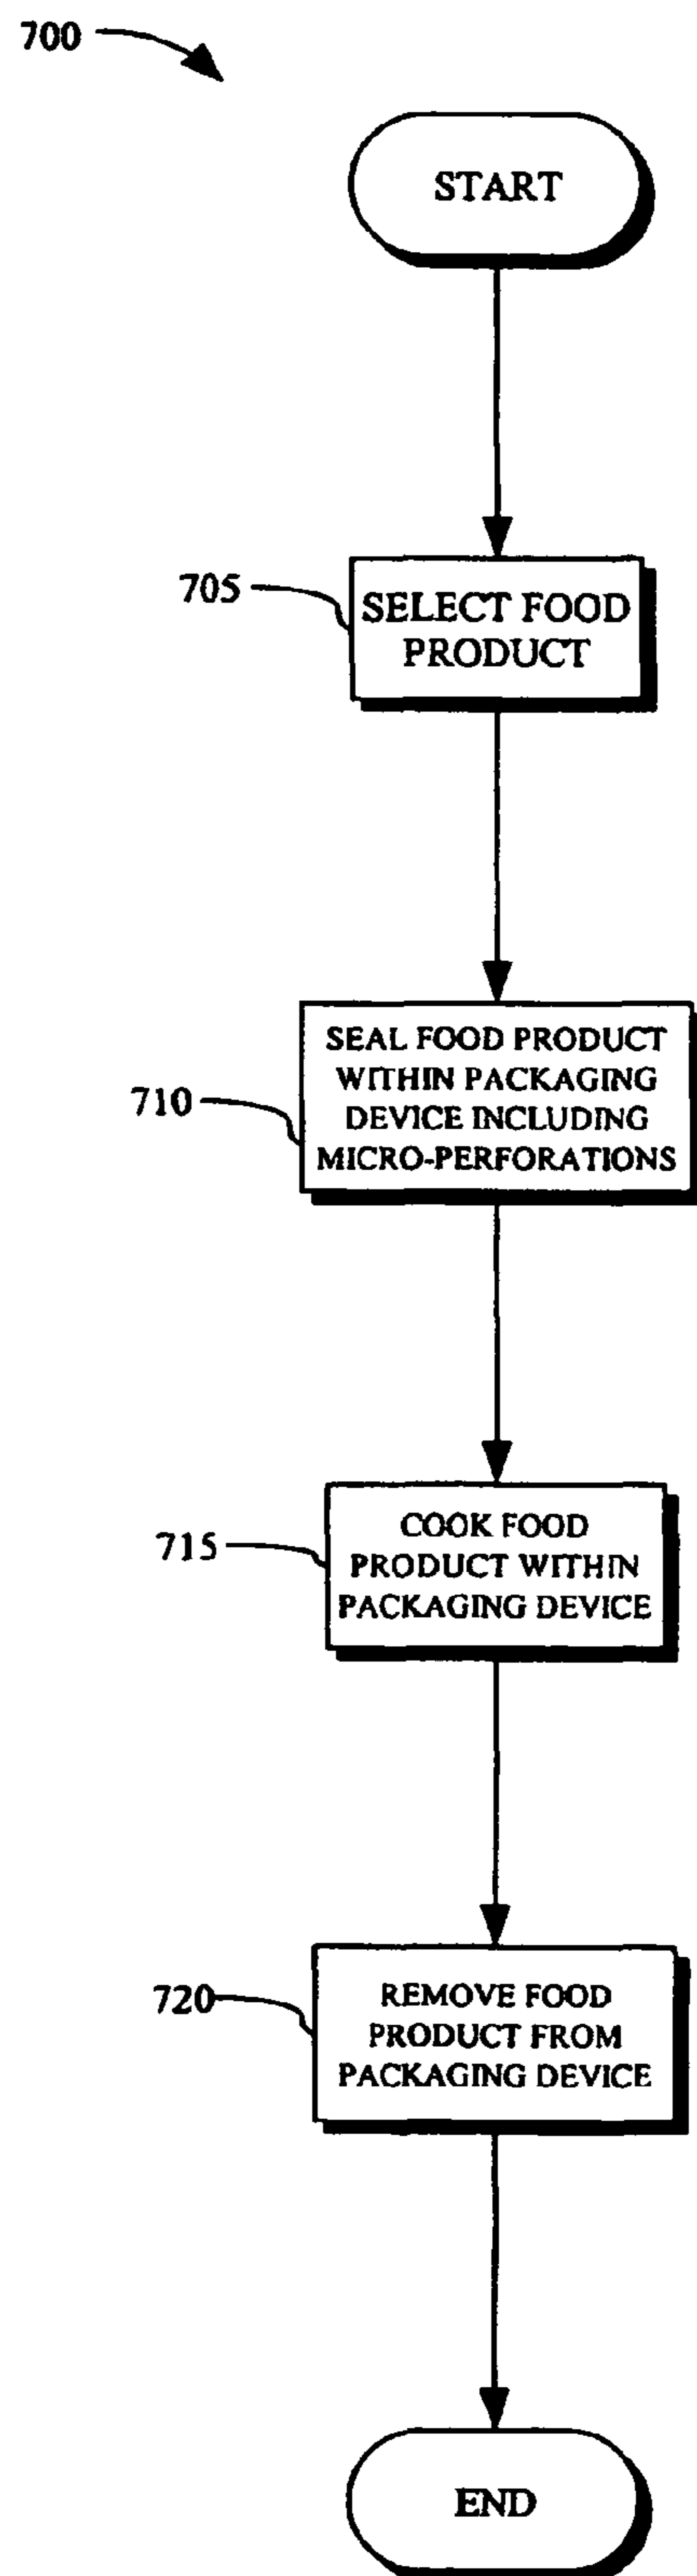 700
START
705
SELECT FOOD
PRODUCT
710
SEAL FOOD PRODUCT
WITHIN PACKAGING
DEVICE INCLUDING
MICRO-PERFORATIONS
715
COOK FOOD
PRODUCT WITHIN
PACKAGING DEVICE
720
REMOVE FOOD
PRODUCT FROM
PACKAGING DEVICE
END